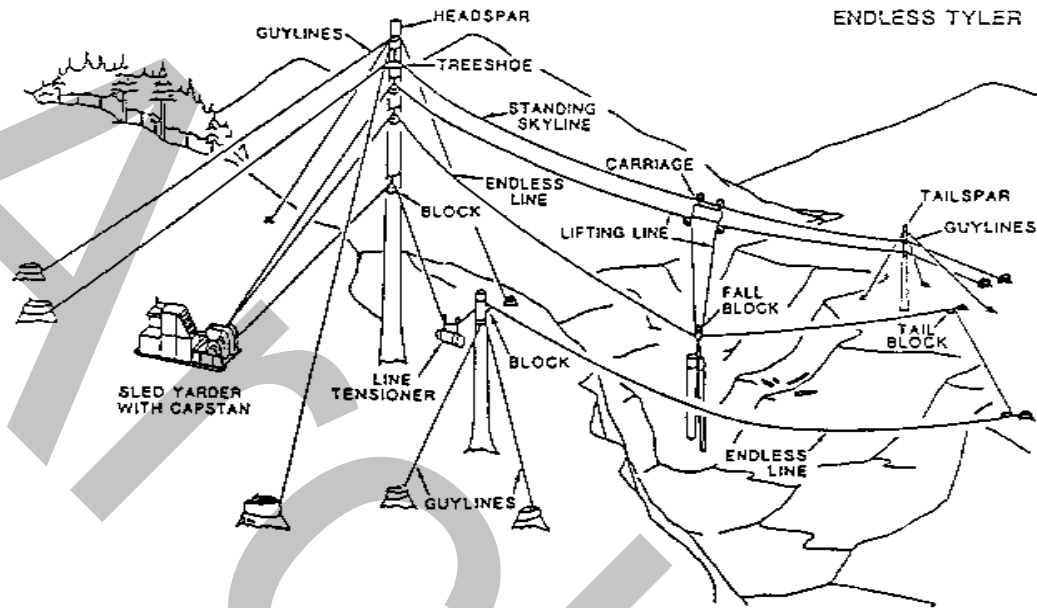 ENDLESS TYLER
HEADSPAR
GUYLINES
TREESHOE
STANDING
SKYLINE
CARRIAGE
ENDLESS
LINE
TAILSPAR
BLOCK
GUYLINES
LIFTING LINE
FALL
BLOCK
TAIL
BLOCK
BLOCK
LINE
TENSIONER
SLED YARDER
WITH CAPSTAN
ENDLESS
LINE
GUYLINES